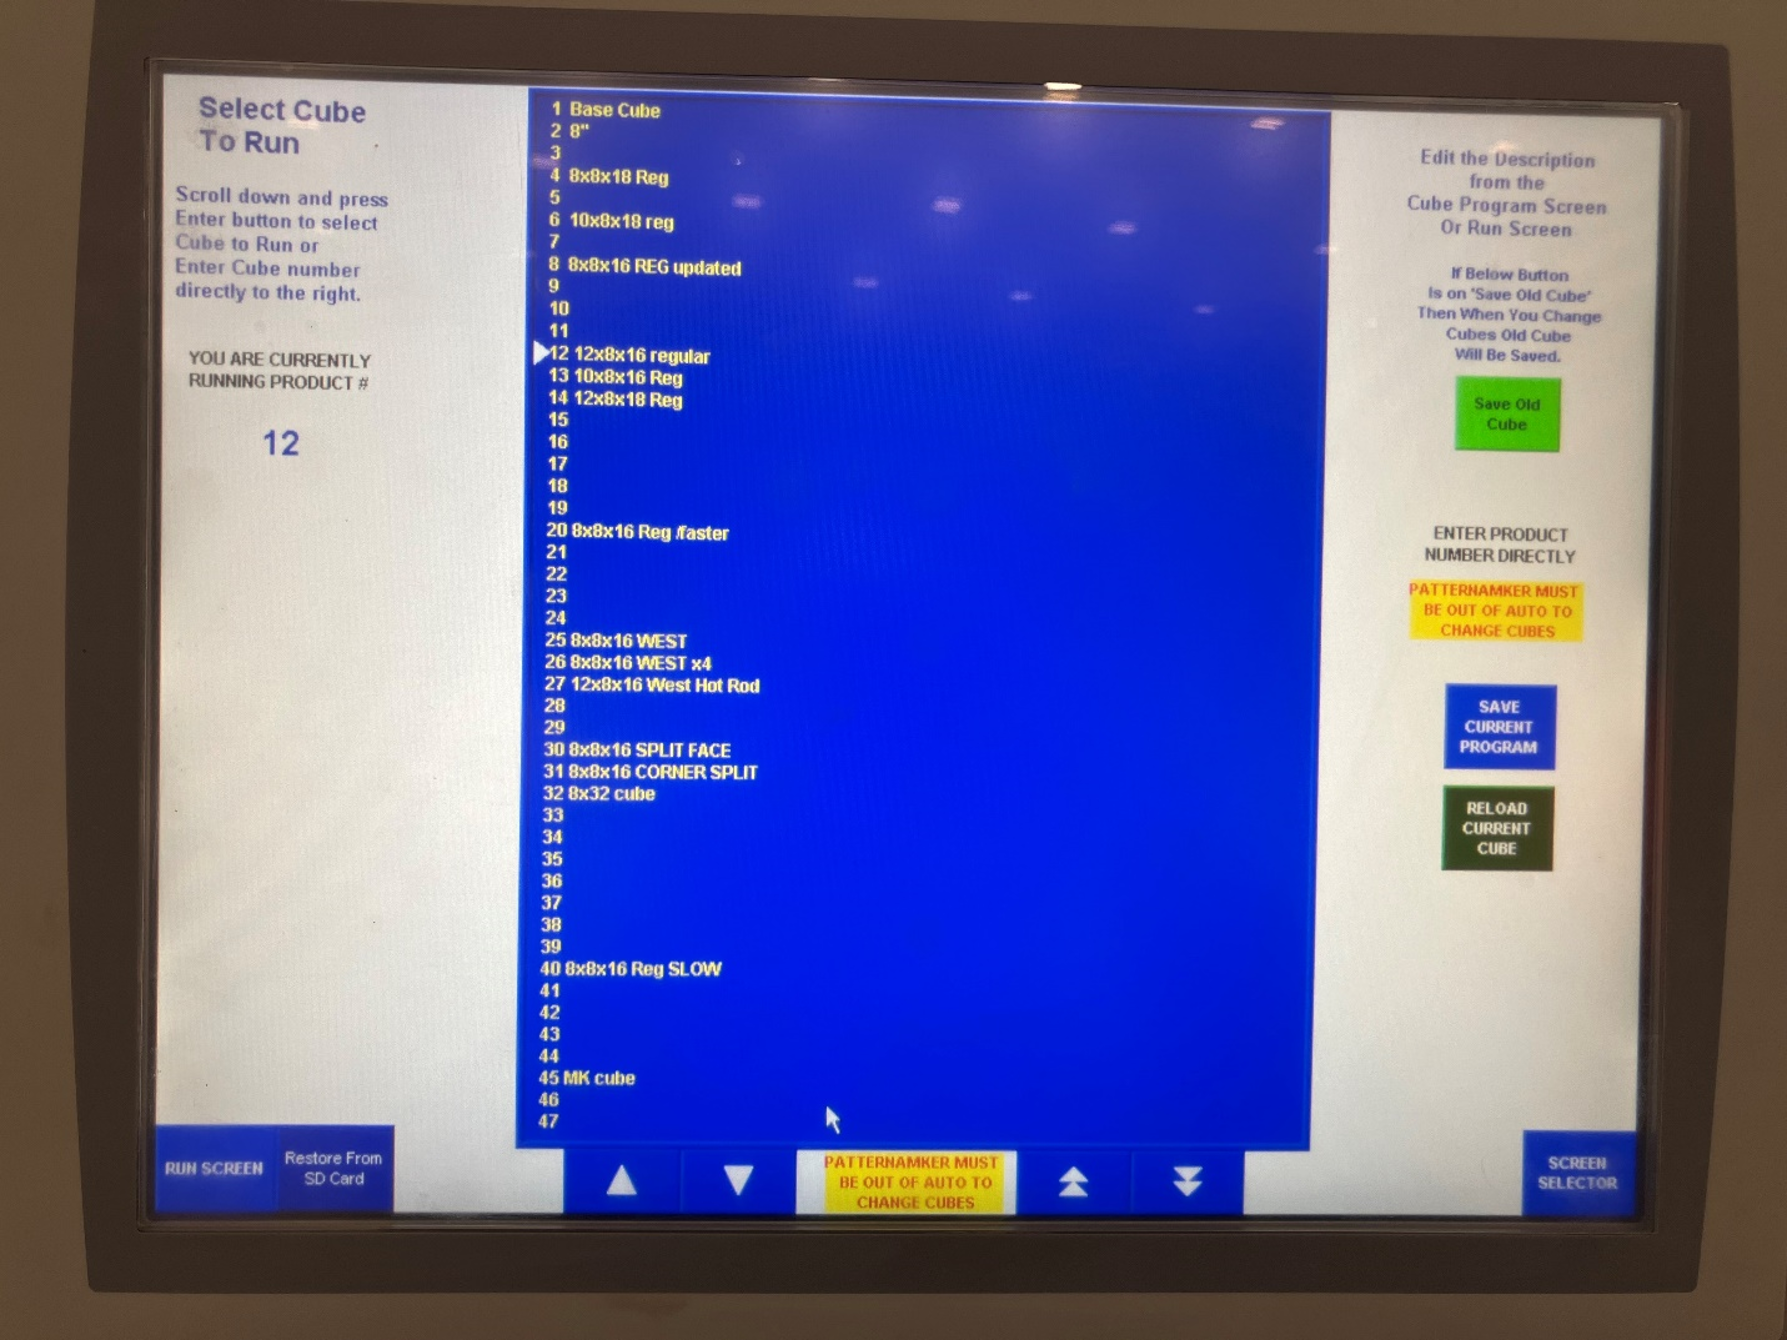 Select Cube
To Run
Scroll down and press
Enter button to select
Cube to Run or
Enter Cube number
directly to the right.
YOU ARE CURRENTLY
RUNNING PRODUCT #
12
1 Base Cube
2 8"
3
4 8x8x18 Reg
5
6 10x8x18 reg
7
8 8x8x16 REG updated
9
10
11
12 12x8x16 regular
13 10x8x16 Reg
14 12x8x18 Reg
15
16
17
18
19
20 8x8x16 Reg /faster
21
22
23
24
25 8x8x16 WEST
26 8x8x16 WEST x4
27 12x8x16 West Hot Rod
28
29
30 8x8x16 SPLIT FACE
31 8x8x16 CORNER SPLIT
32 8x32 cube
33
34
35
36
37
38
39
40 8x8x16 Reg SLOW
41
42
43
44
45 MK cube
46
47
Edit the Description
from the
Cube Program Screen
Or Run Screen
If Below Button
Is on 'Save Old Cube'
Then When You Change
Cubes Old Cube
Will Be Saved.
Save Old
Cube
ENTER PRODUCT
NUMBER DIRECTLY
PATTERNAMKER MUST
BE OUT OF AUTO TO
CHANGE CUBES
SAVE
CURRENT
PROGRAM
RELOAD
CURRENT
CUBE
RUN SCREEN
Restore From
SD Card
PATTERNAMKER MUST
BE OUT OF AUTO TO
CHANGE CUBES
SCREEN
SELECTOR